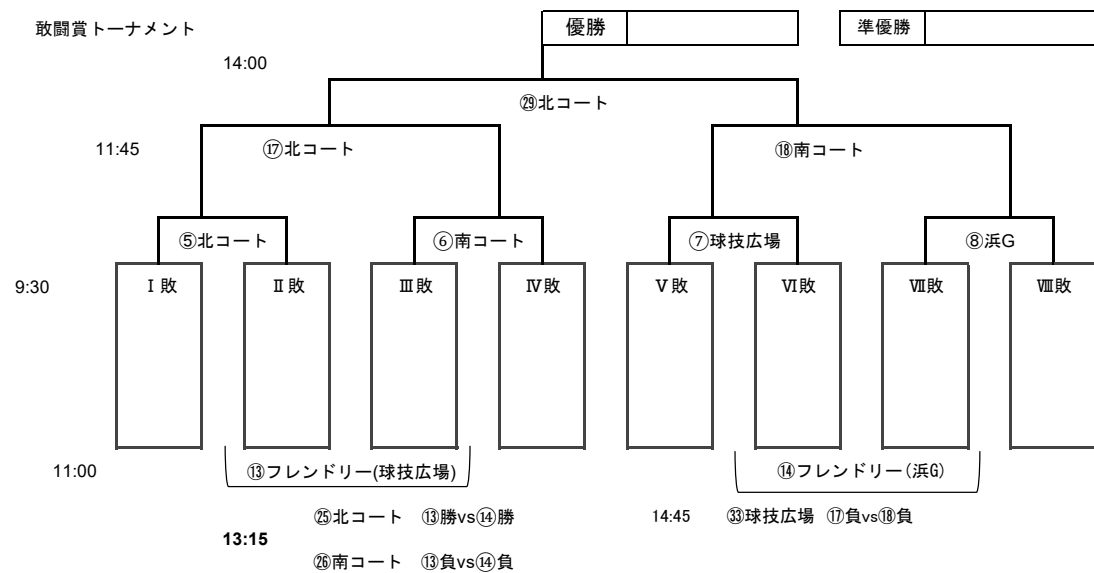 敢闘賞トーナメント 優勝 準優勝
14:00
㉙北コート
11:45 ⑰北コート ⑱南コート
⑤北コート ⑥南コート ⑦球技広場 ⑧浜G
9:30 Ⅰ敗 Ⅱ敗 Ⅲ敗 Ⅳ敗 Ⅴ敗 Ⅵ敗 Ⅶ敗 Ⅷ敗
11:00 ⑬フレンドリー(球技広場) ⑭フレンドリー(浜G)
㉕北コート ⑬勝vs⑭勝 14:45 ㉝球技広場 ⑰負vs⑱負
13:15
㉖南コート ⑬負vs⑭負